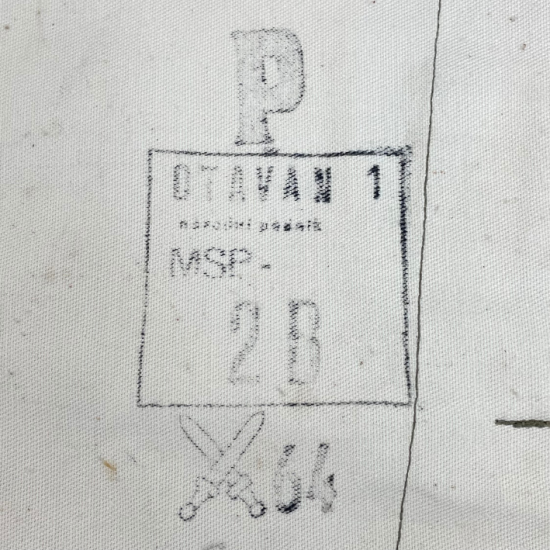 P
OTAVAN 1
národní podnik
MSP-
2 B
64